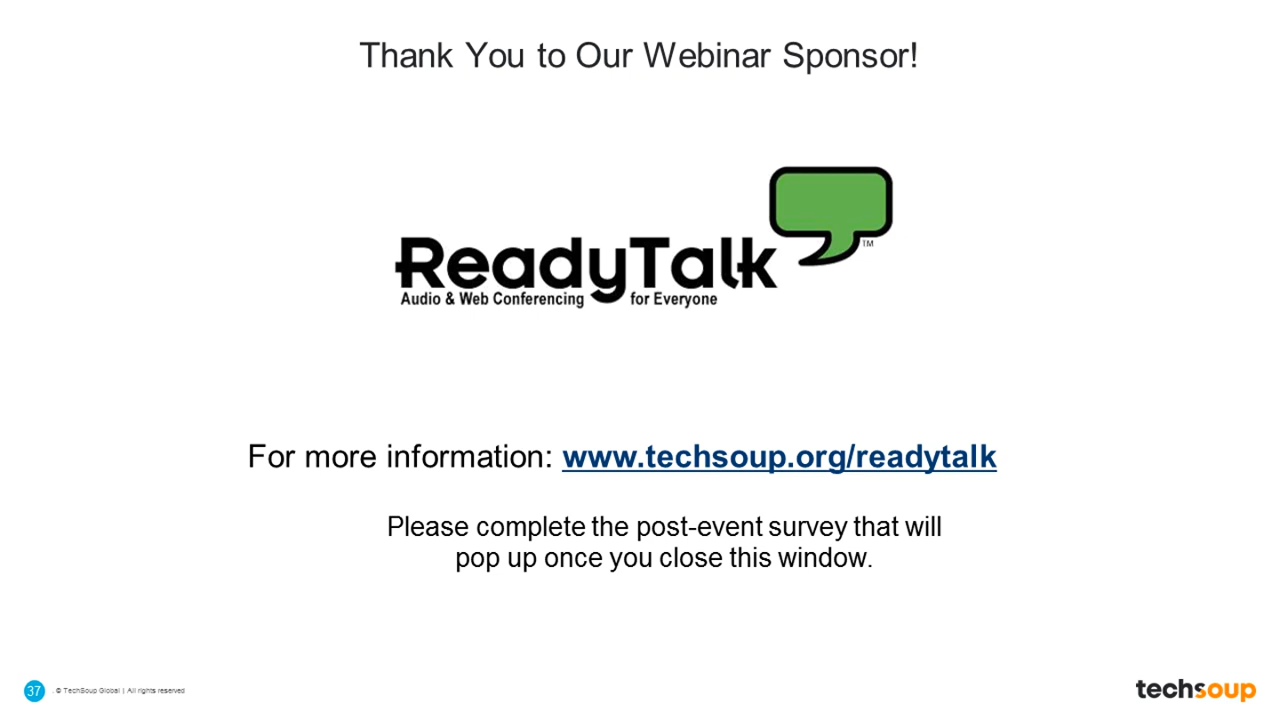 Thank You to Our Webinar Sponsor!
ReadyTalk
TM
Audio & Web Conferencing for Everyone
For more information: www.techsoup.org/readytalk
Please complete the post-event survey that will
pop up once you close this window.
37 . © TechSoup Global | All rights reserved
techsoup